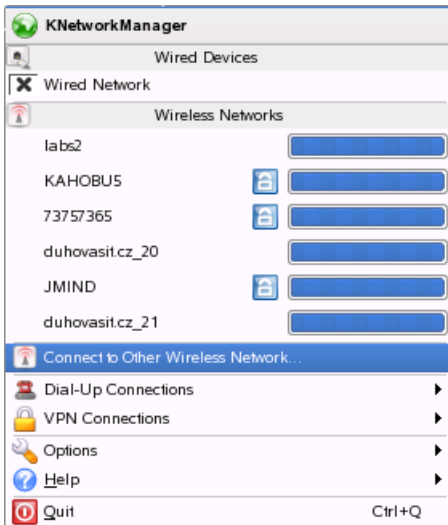 KNetworkManager
Wired Devices
Wired Network
Wireless Networks
labs2
KAHOBU5
73757365
duhovasit.cz_20
JMIND
duhovasit.cz_21
Connect to Other Wireless Network...
Dial-Up Connections
VPN Connections
Options
Help
Quit Ctrl+Q